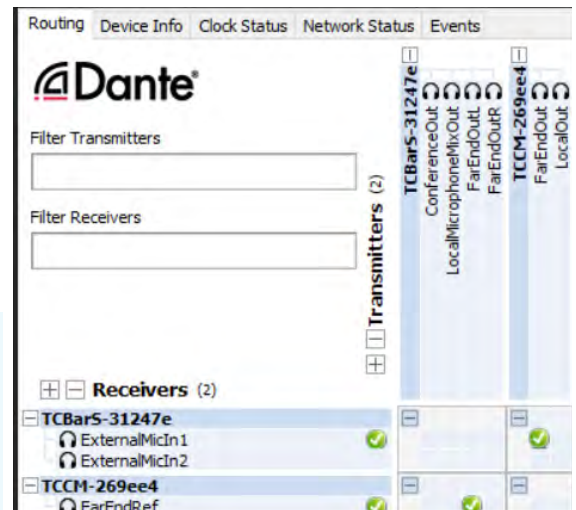 Routing Device Info Clock Status Network Status Events
Dante®
Filter Transmitters
Filter Receivers
Transmitters (2)
TCBarS-31247e
ConferenceOut
LocalMicrophoneMixOut
FarEndOutL
FarEndOutR
TCCM-269ee4
FarEndOut
LocalOut
Receivers (2)
TCBarS-31247e
ExternalMicIn1
ExternalMicIn2
TCCM-269ee4
FarEndRef